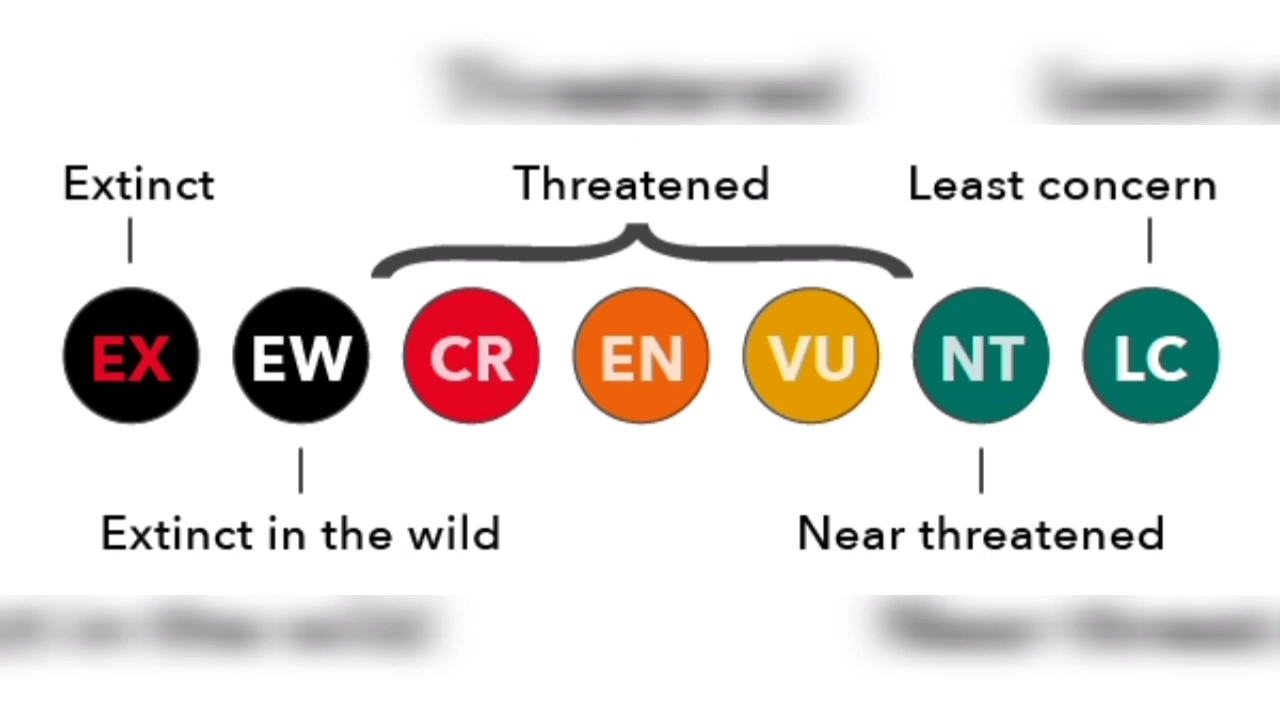 Extinct
Threatened
Least concern
EX EW CR EN VU NT LC
Extinct in the wild
Near threatened